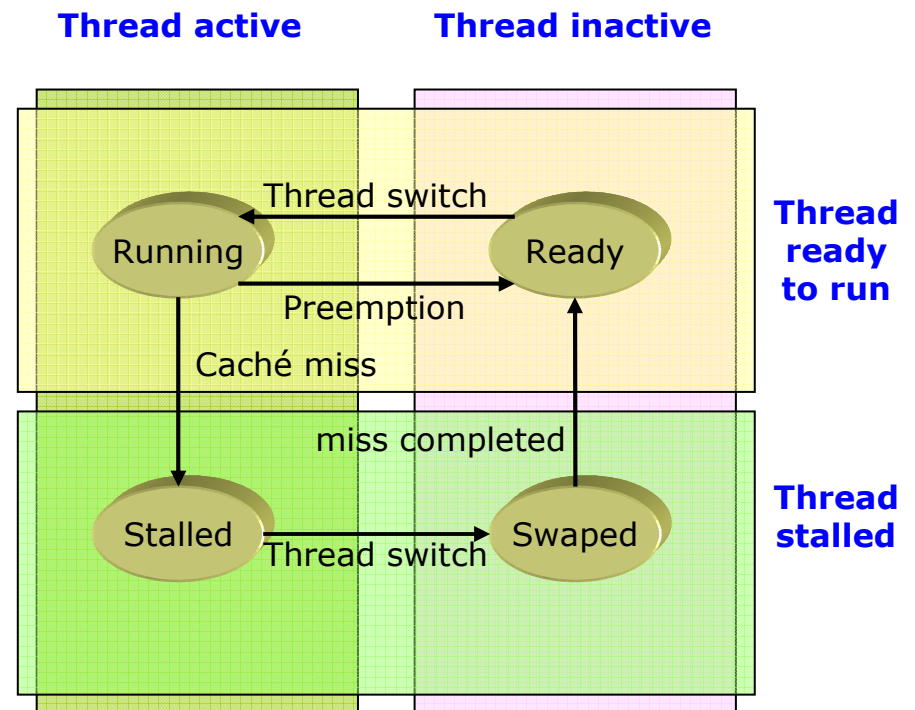 Thread active
Thread inactive
Thread switch
Running
Ready
Preemption
Caché miss
miss completed
Stalled
Swaped
Thread switch
Thread
ready
to run
Thread
stalled